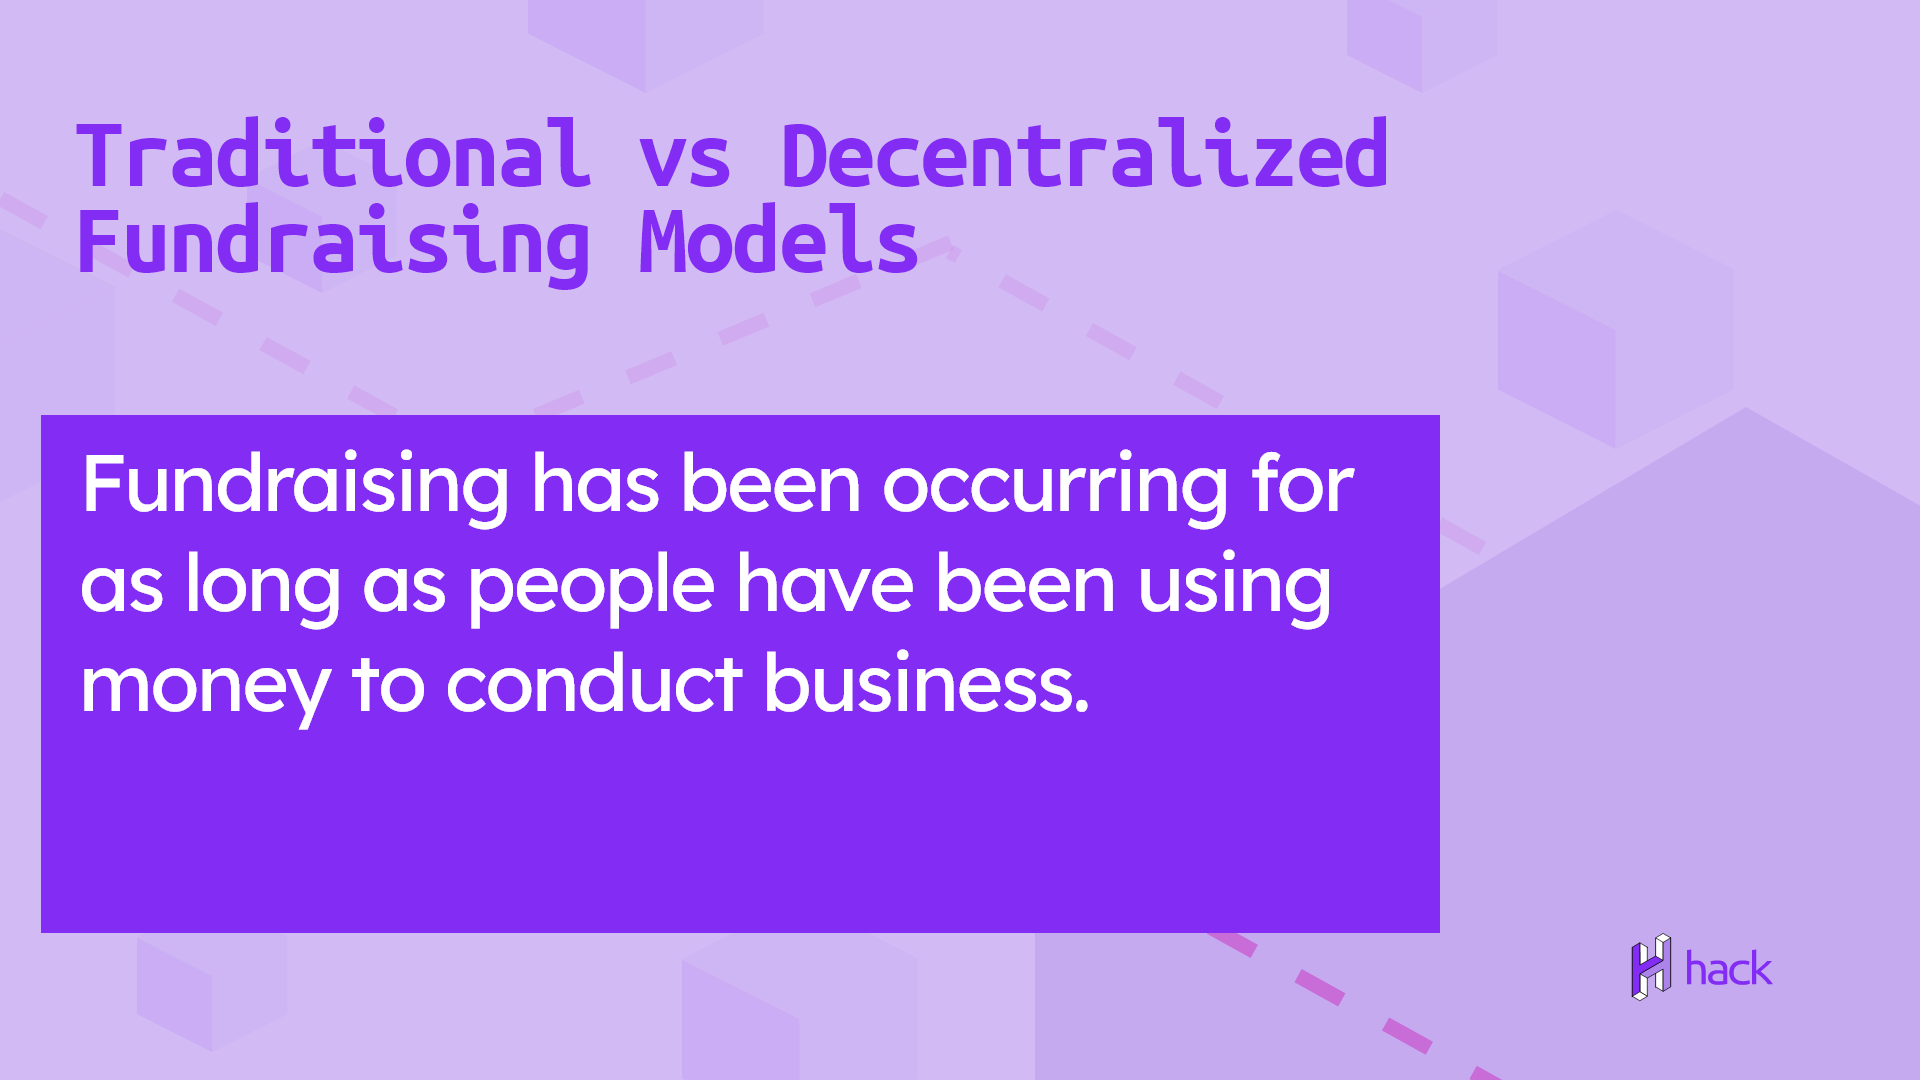 Traditional vs Decentralized
Fundraising Models
Fundraising has been occurring for
as long as people have been using
money to conduct business.
hack